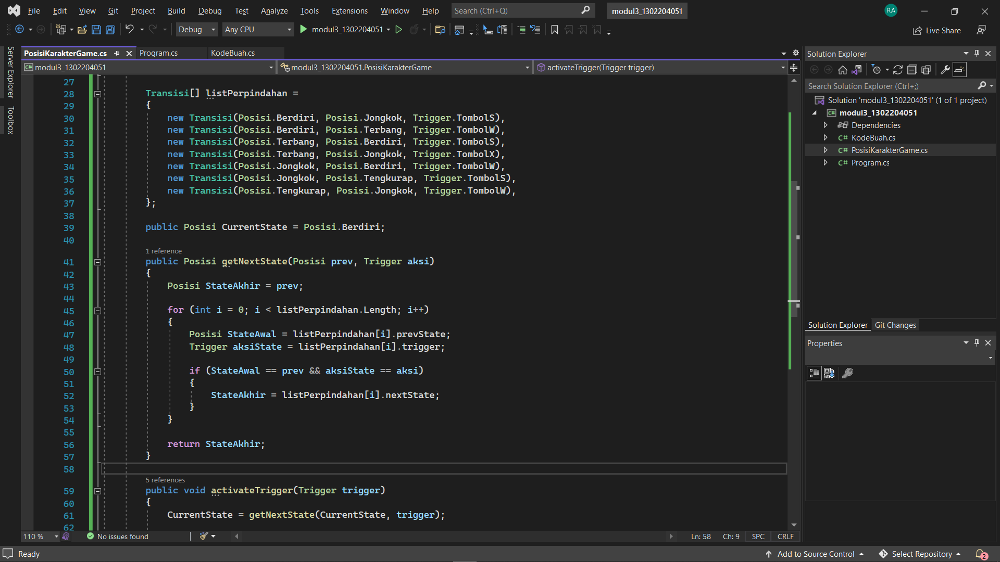 File Edit View Git Project Build Debug Test Analyze Tools Extensions Window Help Search (Ctrl+Q) modul3_1302204051 RA
Debug Any CPU modul3_1302204051 Live Share
Server Explorer
Toolbox
PosisiKarakterGame.cs Program.cs KodeBuah.cs
C# modul3_1302204051 modul3_1302204051.PosisiKarakterGame activateTrigger(Trigger trigger)
27
28 Transisi[] listPerpindahan =
29 {
30 new Transisi(Posisi.Berdiri, Posisi.Jongkok, Trigger.TombolS),
31 new Transisi(Posisi.Berdiri, Posisi.Terbang, Trigger.TombolW),
32 new Transisi(Posisi.Terbang, Posisi.Berdiri, Trigger.TombolS),
33 new Transisi(Posisi.Terbang, Posisi.Jongkok, Trigger.TombolX),
34 new Transisi(Posisi.Jongkok, Posisi.Berdiri, Trigger.TombolW),
35 new Transisi(Posisi.Jongkok, Posisi.Tengkurap, Trigger.TombolS),
36 new Transisi(Posisi.Tengkurap, Posisi.Jongkok, Trigger.TombolW),
37 };
38
39 public Posisi CurrentState = Posisi.Berdiri;
40
1 reference
41 public Posisi getNextState(Posisi prev, Trigger aksi)
42 {
43 Posisi StateAkhir = prev;
44
45 for (int i = 0; i < listPerpindahan.Length; i++)
46 {
47 Posisi StateAwal = listPerpindahan[i].prevState;
48 Trigger aksiState = listPerpindahan[i].trigger;
49
50 if (StateAwal == prev && aksiState == aksi)
51 {
52 StateAkhir = listPerpindahan[i].nextState;
53 }
54 }
55
56 return StateAkhir;
57 }
58
5 references
59 public void activateTrigger(Trigger trigger)
60 {
61 CurrentState = getNextState(CurrentState, trigger);
62
110 % No issues found Ln: 58 Ch: 9 SPC CRLF
Solution Explorer
Search Solution Explorer (Ctrl+;)
Solution 'modul3_1302204051' (1 of 1 project)
C# modul3_1302204051
Dependencies
C# KodeBuah.cs
C# PosisiKarakterGame.cs
C# Program.cs
Solution Explorer Git Changes
Properties
Ready Add to Source Control Select Repository 2